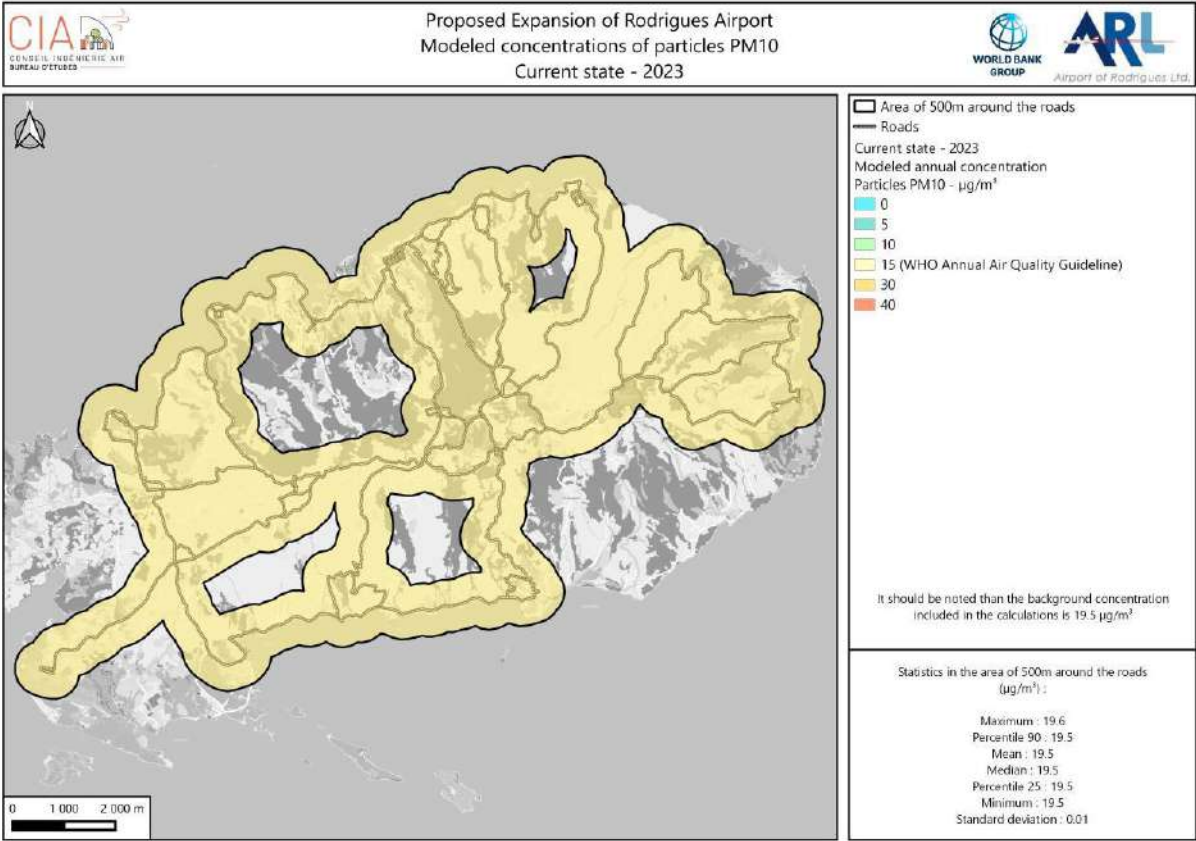 CIA
CONSEIL INGÉNIERIE AIR
BUREAU D'ÉTUDES
Proposed Expansion of Rodrigues Airport
Modeled concentrations of particles PM10
Current state - 2023
WORLD BANK
GROUP
ARL
Airport of Rodrigues Ltd.
N
Area of 500m around the roads
Roads
Current state - 2023
Modeled annual concentration
Particles PM10 - µg/m³
0
5
10
15 (WHO Annual Air Quality Guideline)
30
40
It should be noted than the background concentration
included in the calculations is 19.5 µg/m³
Statistics in the area of 500m around the roads
(µg/m³) :
Maximum : 19.6
Percentile 90 : 19.5
Mean : 19.5
Median : 19.5
Percentile 25 : 19.5
Minimum : 19.5
Standard deviation : 0.01
0 1 000 2 000 m